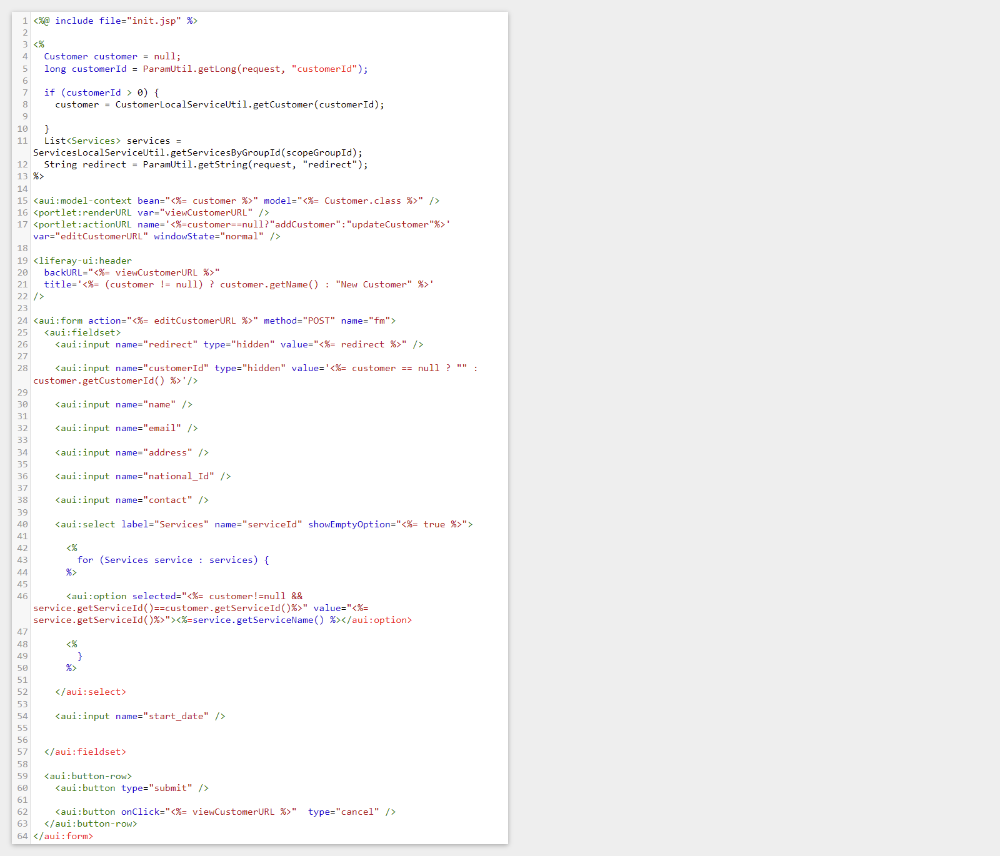 1 <%@ include file="init.jsp" %>
2
3 <%
4   Customer customer = null;
5   long customerId = ParamUtil.getLong(request, "customerId");
6
7   if (customerId > 0) {
8     customer = CustomerLocalServiceUtil.getCustomer(customerId);
9
10   }
11   List<Services> services =
ServicesLocalServiceUtil.getServicesByGroupId(scopeGroupId);
12   String redirect = ParamUtil.getString(request, "redirect");
13 %>
14
15 <aui:model-context bean="<%= customer %>" model="<%= Customer.class %>" />
16 <portlet:renderURL var="viewCustomerURL" />
17 <portlet:actionURL name='<%=customer==null?"addCustomer":"updateCustomer"%>'
var="editCustomerURL" windowState="normal" />
18
19 <liferay-ui:header
20   backURL="<%= viewCustomerURL %>"
21   title='<%= (customer != null) ? customer.getName() : "New Customer" %>'
22 />
23
24 <aui:form action="<%= editCustomerURL %>" method="POST" name="fm">
25   <aui:fieldset>
26     <aui:input name="redirect" type="hidden" value="<%= redirect %>" />
27
28     <aui:input name="customerId" type="hidden" value='<%= customer == null ? "" :
customer.getCustomerId() %>'/>
29
30     <aui:input name="name" />
31
32     <aui:input name="email" />
33
34     <aui:input name="address" />
35
36     <aui:input name="national_Id" />
37
38     <aui:input name="contact" />
39
40     <aui:select label="Services" name="serviceId" showEmptyOption="<%= true %>">
41
42       <%
43         for (Services service : services) {
44       %>
45
46       <aui:option selected="<%= customer!=null &&
service.getServiceId()==customer.getServiceId()%>" value="<%=
service.getServiceId()%>"><%=service.getServiceName() %></aui:option>
47
48       <%
49         }
50       %>
51
52     </aui:select>
53
54     <aui:input name="start_date" />
55
56
57   </aui:fieldset>
58
59   <aui:button-row>
60     <aui:button type="submit" />
61
62     <aui:button onClick="<%= viewCustomerURL %>"  type="cancel" />
63   </aui:button-row>
64 </aui:form>